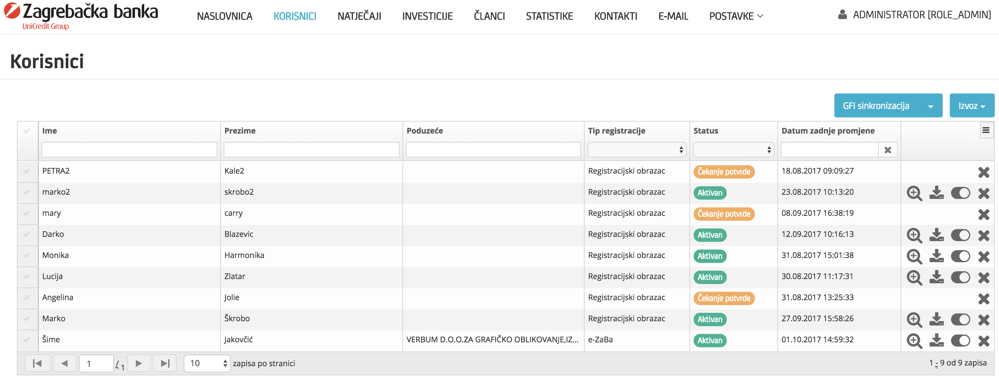 Zagrebačka banka
UniCredit Group
NASLOVNICA KORISNICI NATJEČAJI INVESTICIJE ČLANCI STATISTIKE KONTAKTI E-MAIL POSTAVKE ADMINISTRATOR [ROLE_ADMIN]
Korisnici
GFI sinkronizacija Izvoz
Ime Prezime Poduzeće Tip registracije Status Datum zadnje promjene
PETRA2 Kale2 Registracijski obrazac Čekanje potvrde 18.08.2017 09:09:27
marko2 skrobo2 Registracijski obrazac Aktivan 23.08.2017 10:13:20
mary carry Registracijski obrazac Čekanje potvrde 08.09.2017 16:38:19
Darko Blazevic Registracijski obrazac Aktivan 12.09.2017 10:16:13
Monika Harmonika Registracijski obrazac Aktivan 31.08.2017 15:01:38
Lucija Zlatar Registracijski obrazac Aktivan 30.08.2017 11:17:31
Angelina Jolie Registracijski obrazac Čekanje potvrde 31.08.2017 13:25:33
Marko Škrobo Registracijski obrazac Aktivan 27.09.2017 15:58:26
Šime Jakovčić VERBUM D.O.O.ZA GRAFIČKO OBLIKOVANJE,IZ... e-ZaBa Aktivan 01.10.2017 14:59:32
1 / 1 10 zapisa po stranici 1 - 9 od 9 zapisa